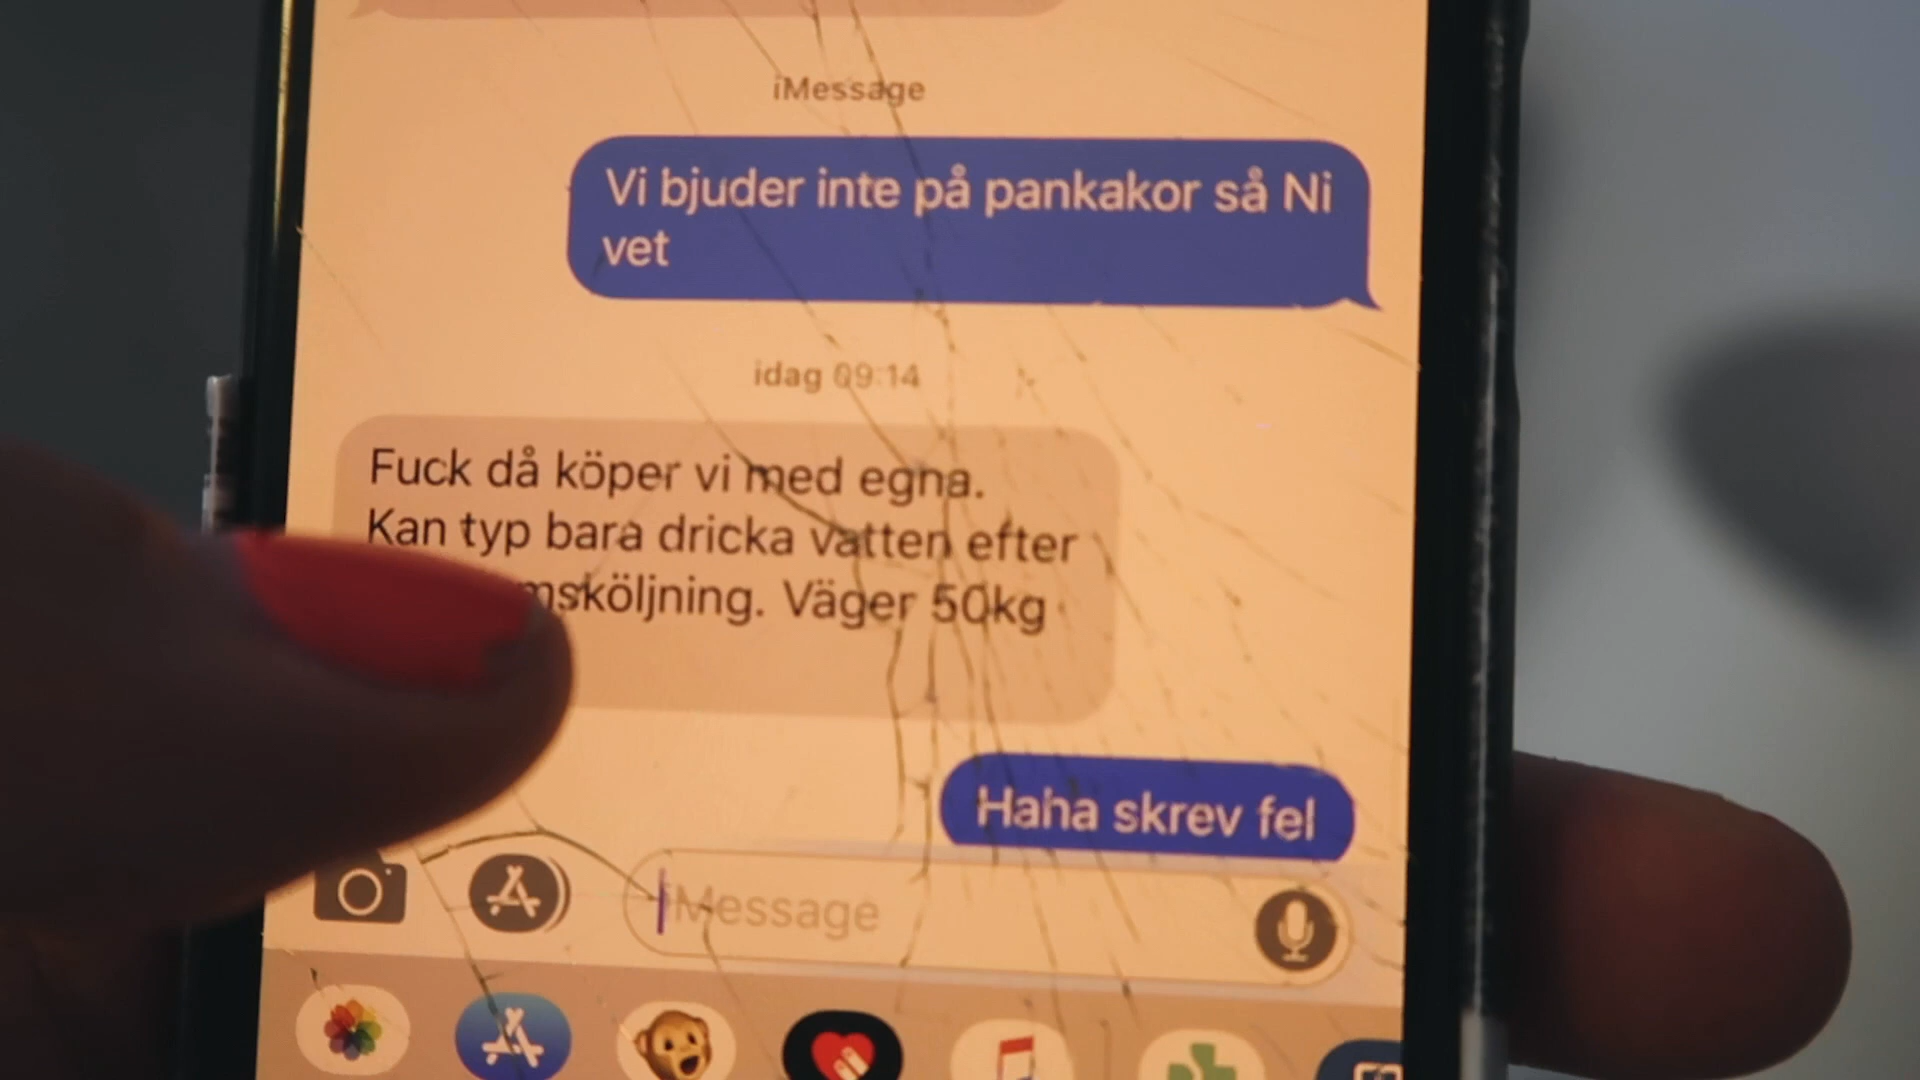 iMessage
Vi bjuder inte på pankakor så Ni
vet
idag 09:14
Fuck då köper vi med egna.
Kan typ bara dricka vatten efter
msköljning. Väger 50kg
Haha skrev fel
iMessage